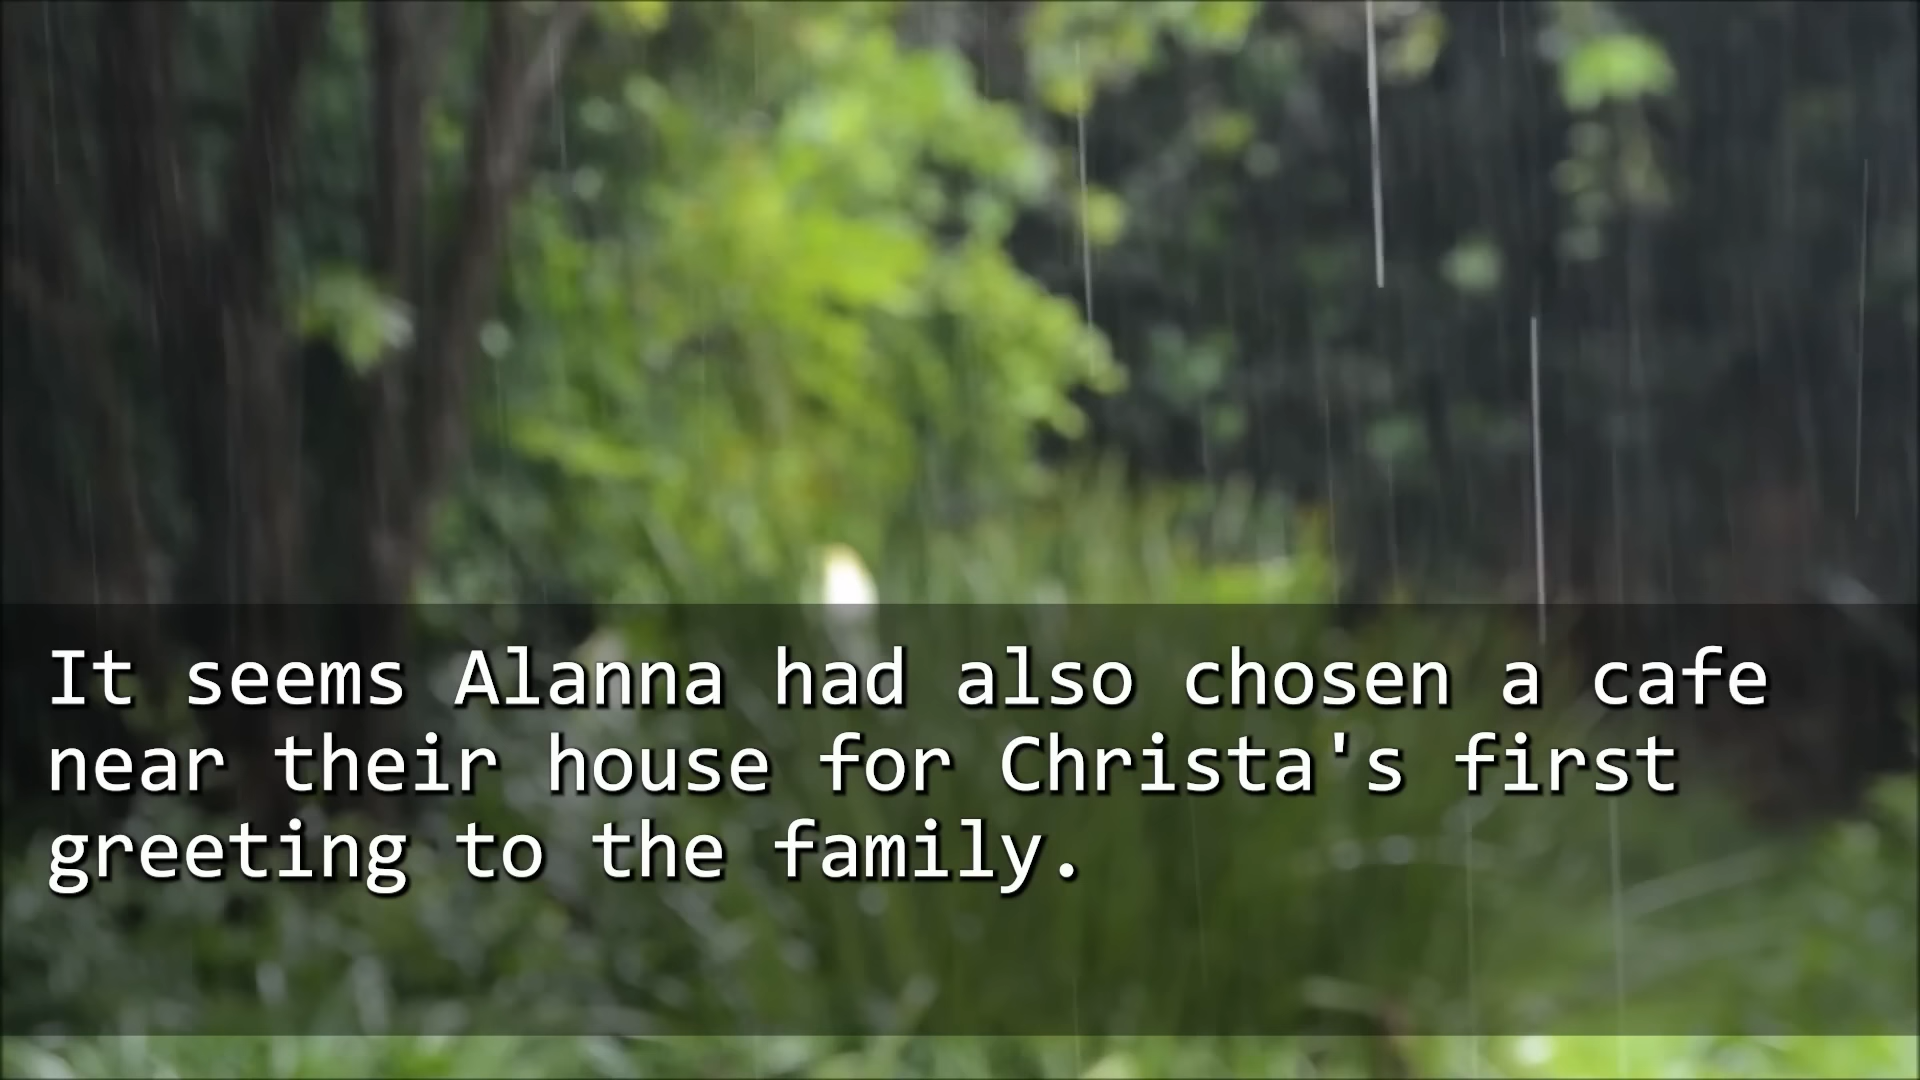 It seems Alanna had also chosen a cafe
near their house for Christa's first
greeting to the family.